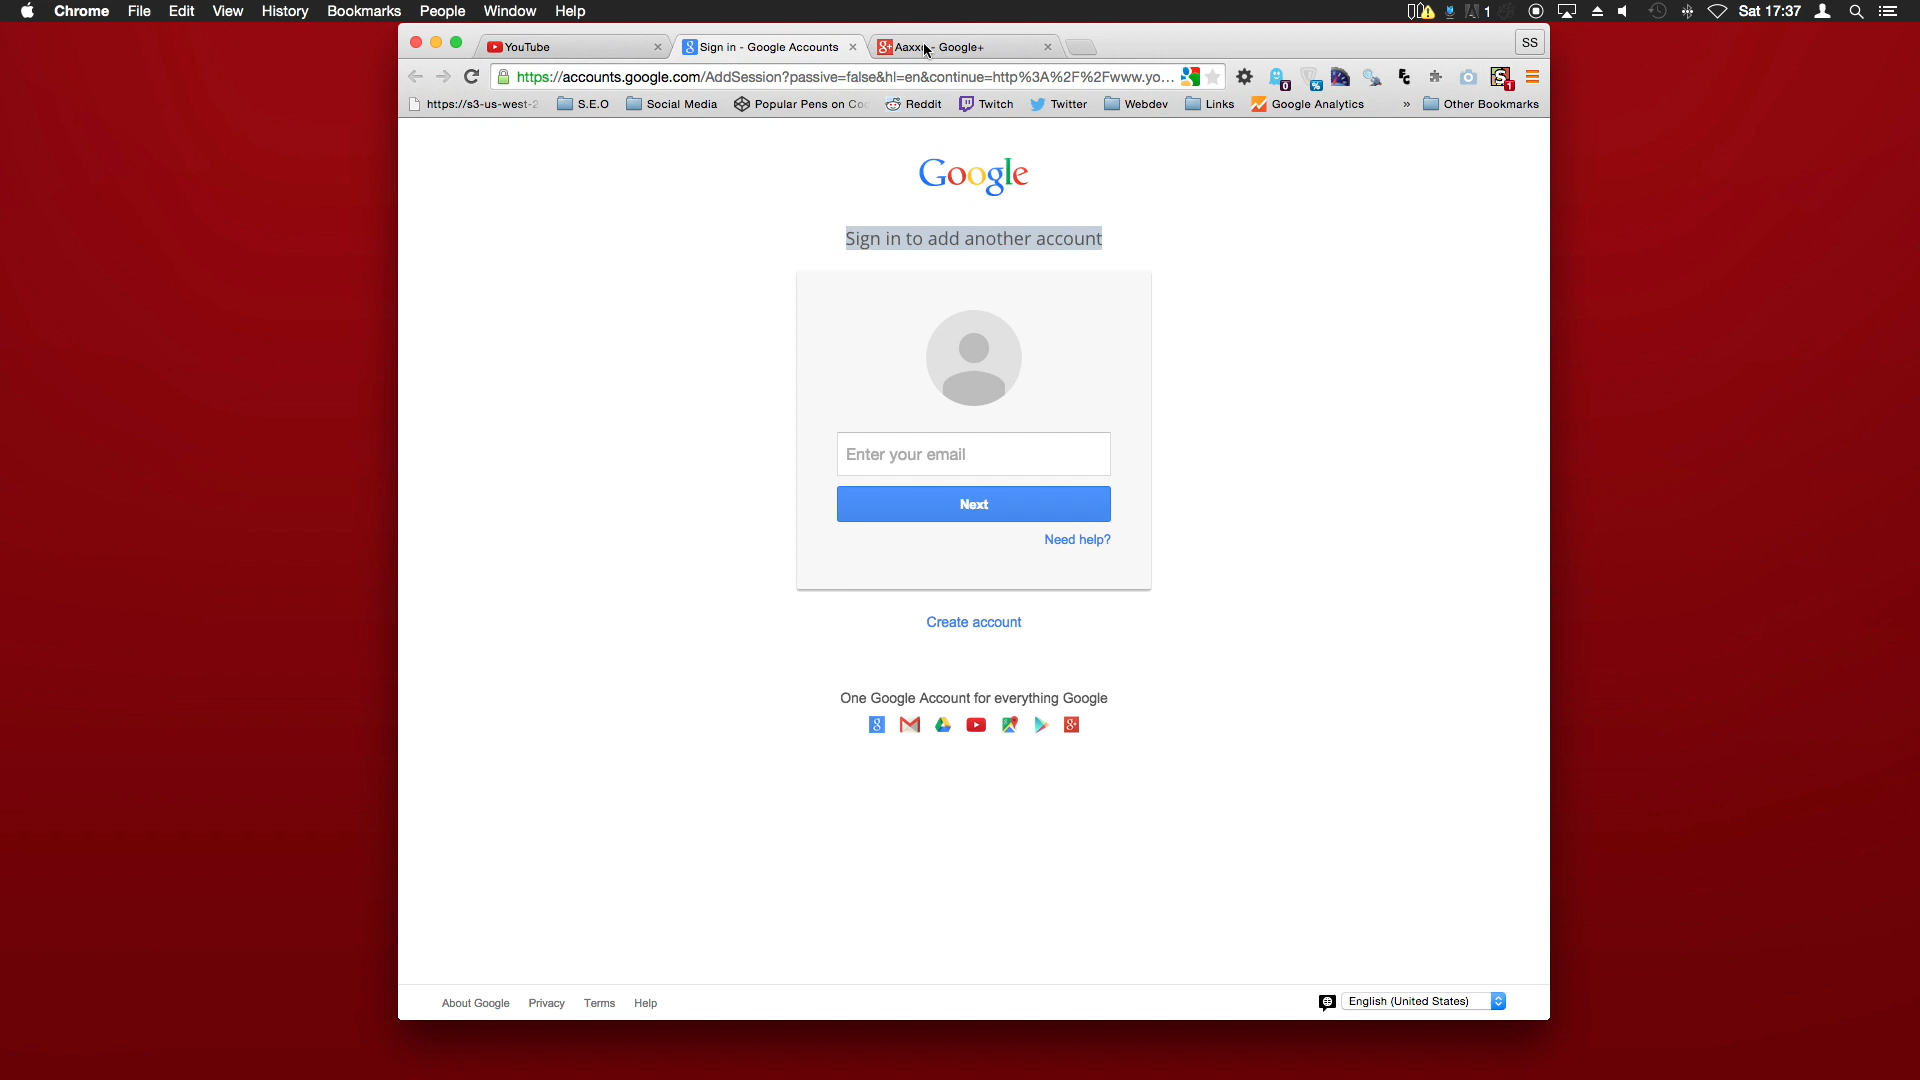 Chrome File Edit View History Bookmarks People Window Help 1 Sat 17:37
YouTube Sign in - Google Accounts - Google+ SS
https://accounts.google.com/AddSession?passive=false&hl=en&continue=http%3A%2F%2Fwww.yo...
https://s3-us-west-2 S.E.O Social Media Popular Pens on Reddit Twitch Twitter Webdev Links Google Analytics » Other Bookmarks
Google
Sign in to add another account
Enter your email
Next
Need help?
Create account
One Google Account for everything Google
About Google Privacy Terms Help English (United States)